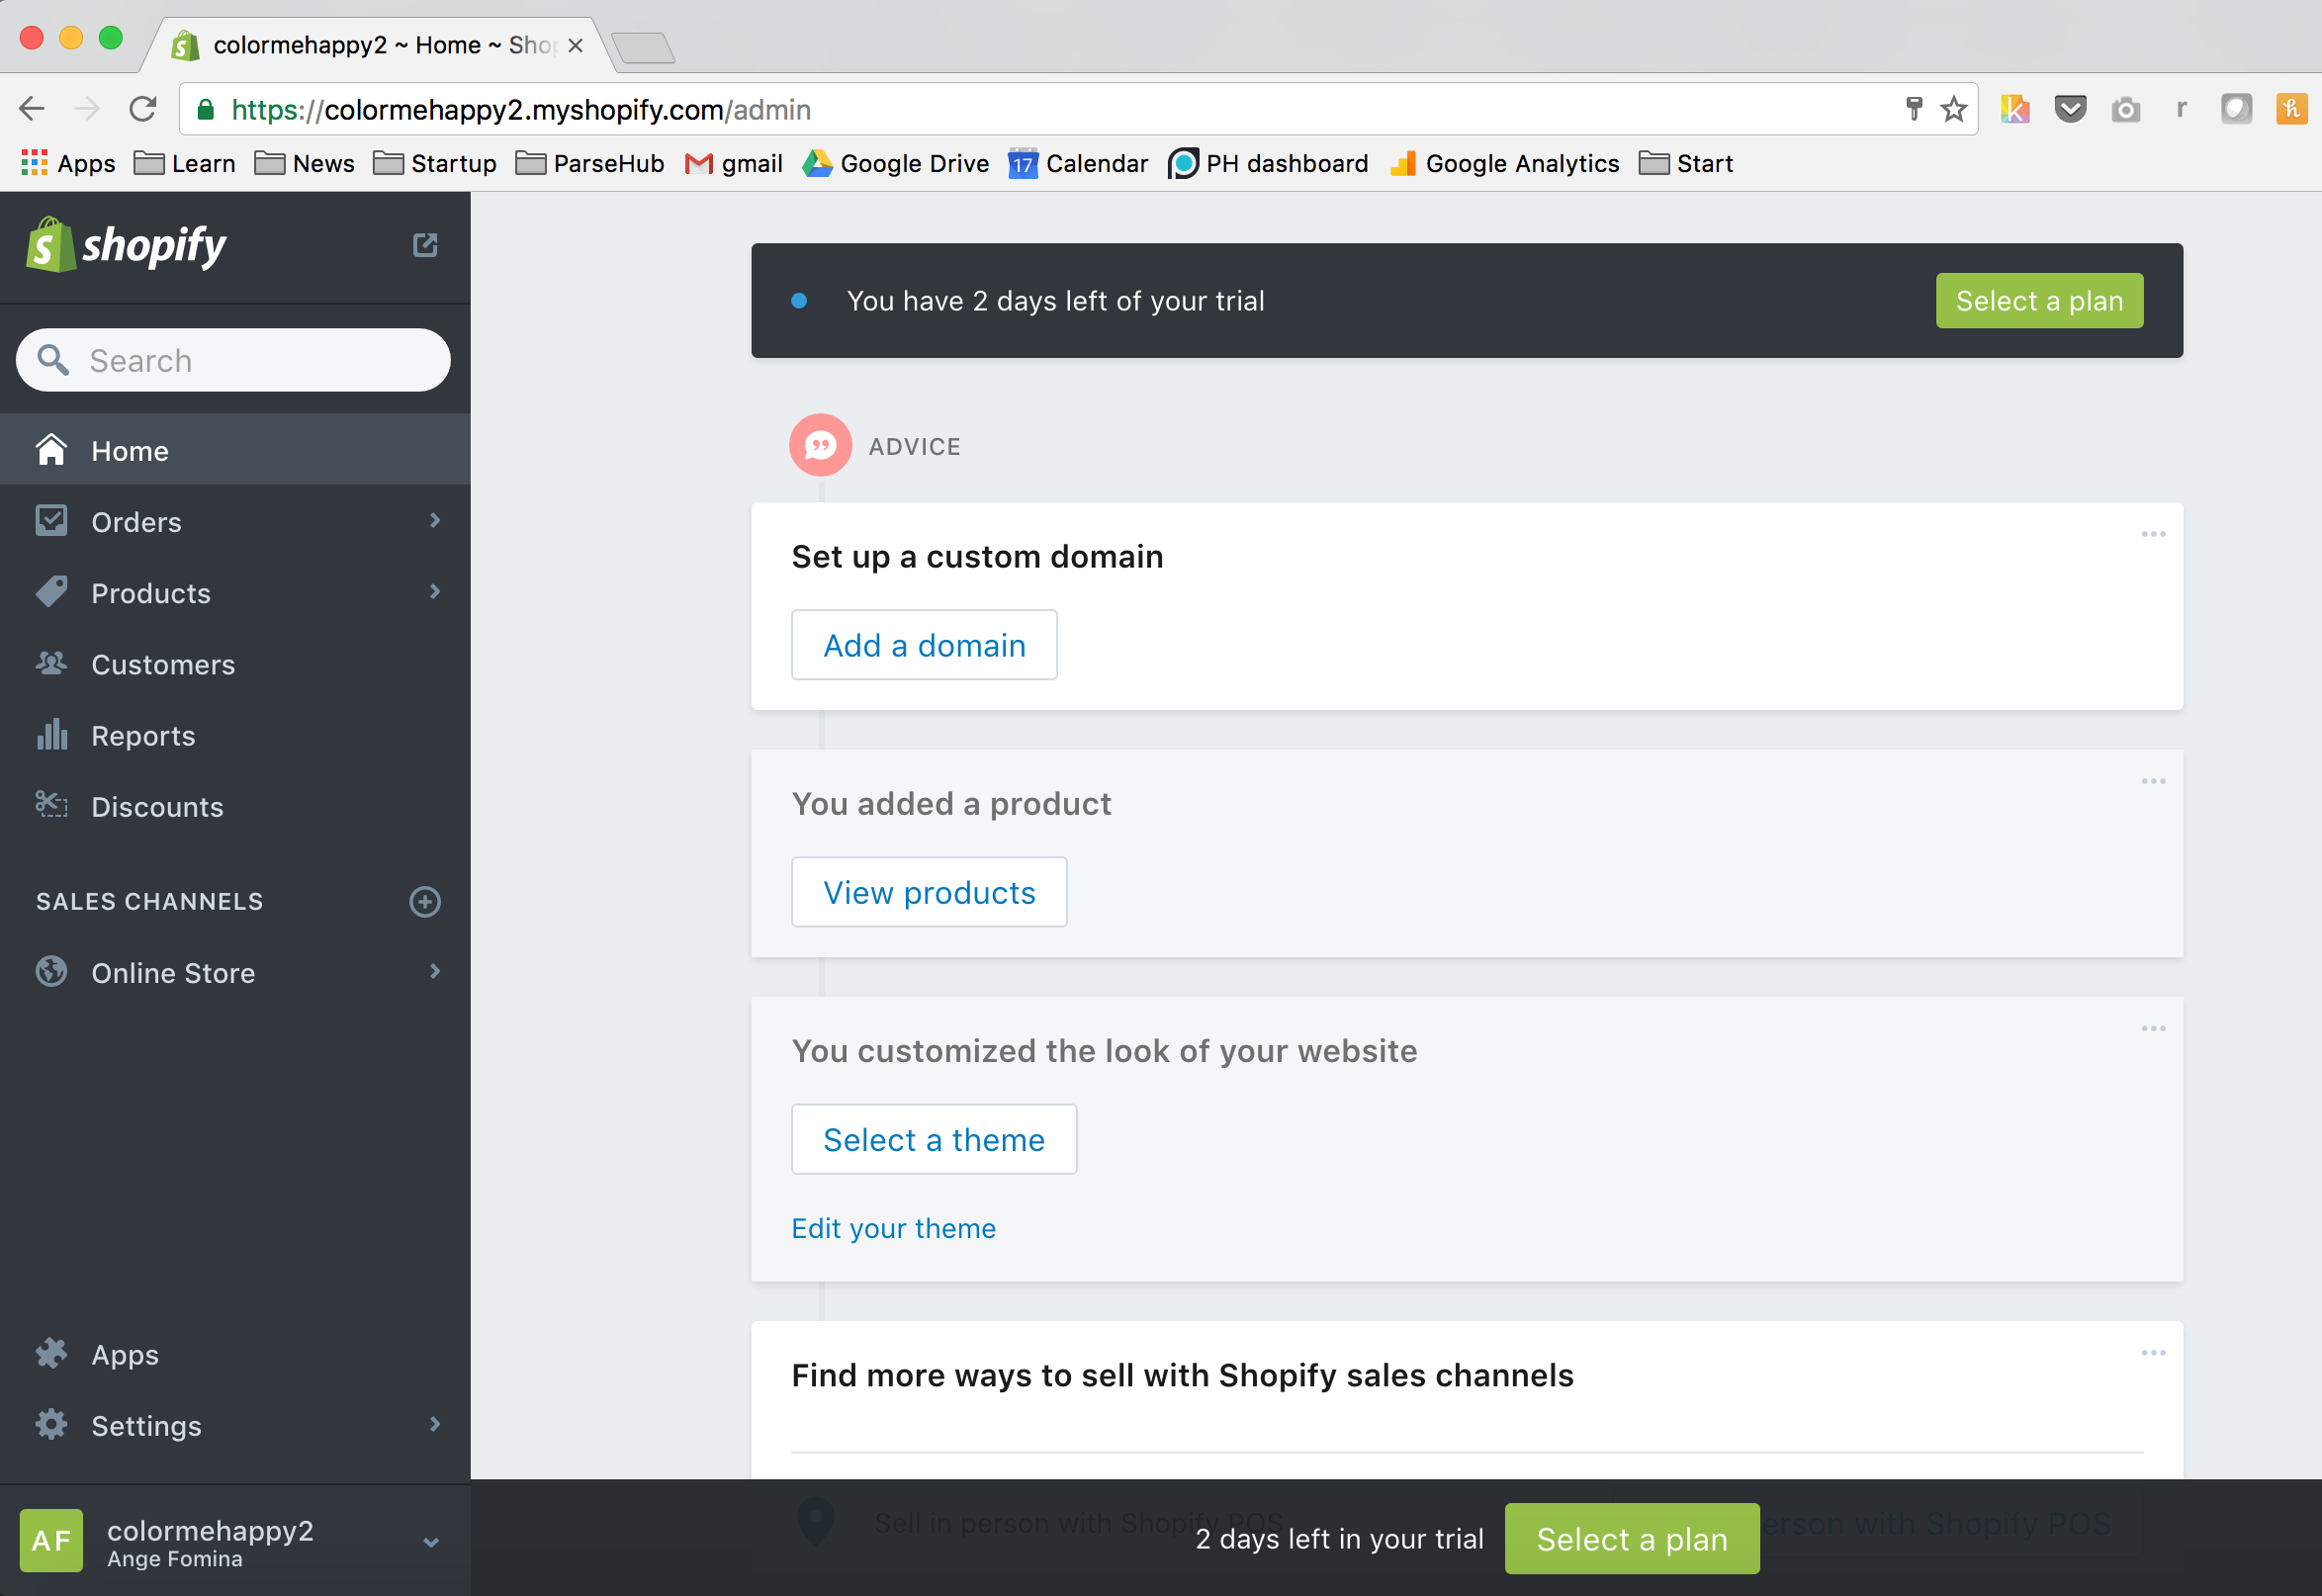 colormehappy2 ~ Home ~ Sho
https://colormehappy2.myshopify.com/admin
Apps Learn News Startup ParseHub gmail Google Drive 17 Calendar PH dashboard Google Analytics Start
shopify
Search
Home
Orders
Products
Customers
Reports
Discounts
SALES CHANNELS
Online Store
Apps
Settings
AF
colormehappy2
Ange Fomina
You have 2 days left of your trial
Select a plan
ADVICE
Set up a custom domain
Add a domain
You added a product
View products
You customized the look of your website
Select a theme
Edit your theme
Find more ways to sell with Shopify sales channels
Sell in person with Shopify POS
erson with Shopify POS
2 days left in your trial
Select a plan